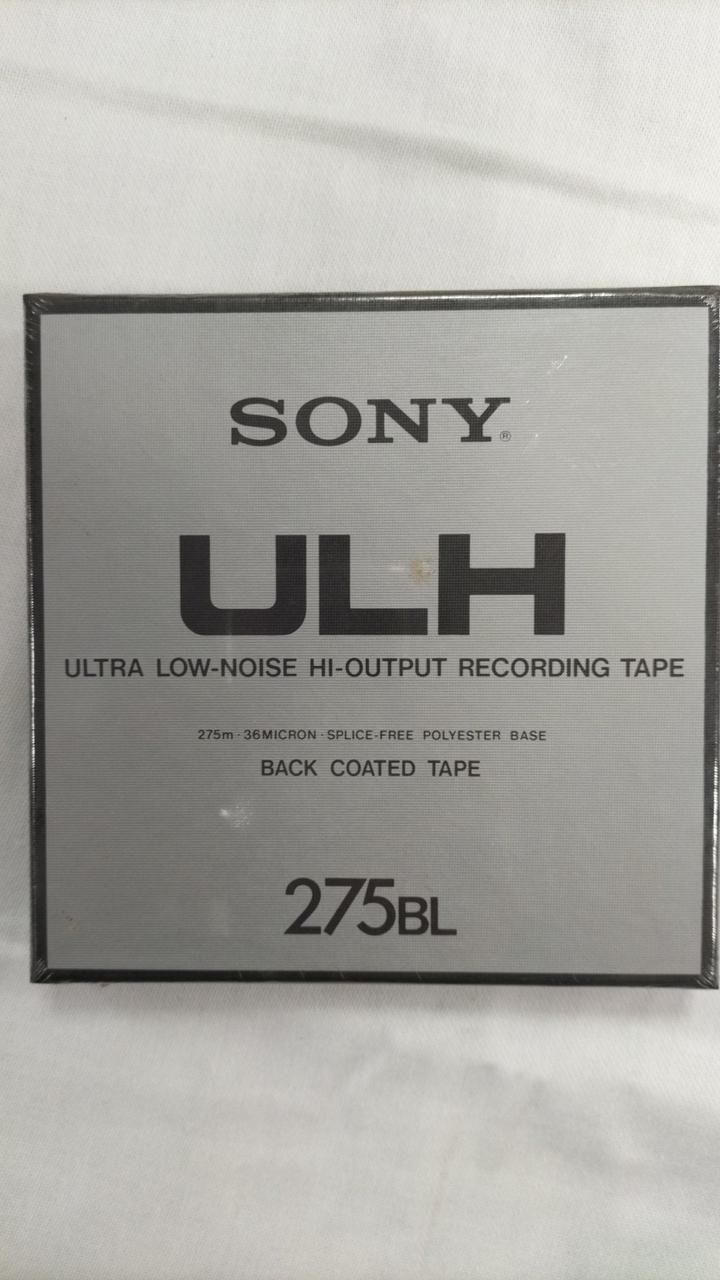 SONY®
ULH
ULTRA LOW-NOISE HI-OUTPUT RECORDING TAPE
275m · 36MICRON · SPLICE-FREE POLYESTER BASE
BACK COATED TAPE
275BL